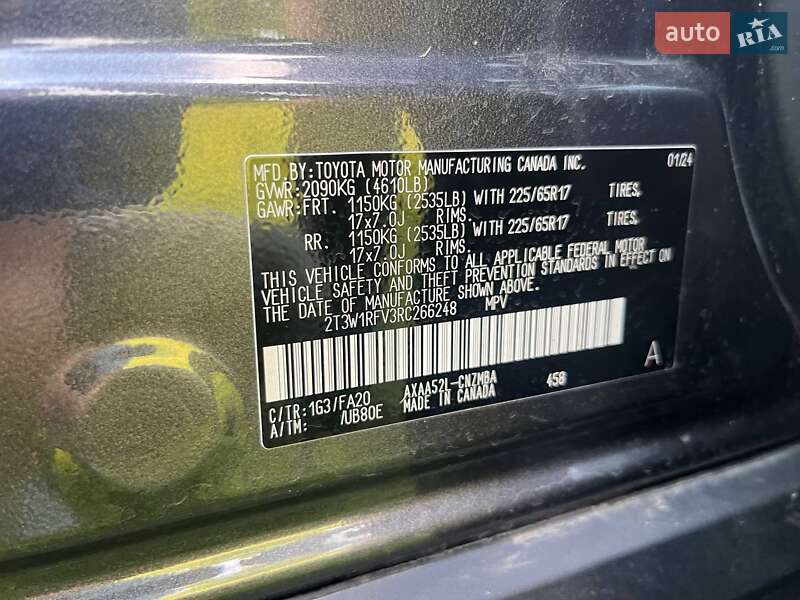 auto RIA.com
MFD.BY:TOYOTA MOTOR MANUFACTURING CANADA INC. 01/24
GVWR:2090KG (4610LB)
GAWR:FRT. 1150KG (2535LB) WITH 225/65R17 TIRES,
17x7.0J RIMS.
RR. 1150KG (2535LB) WITH 225/65R17 TIRES,
17x7.0J RIMS.
THIS VEHICLE CONFORMS TO ALL APPLICABLE FEDERAL MOTOR
VEHICLE SAFETY AND THEFT PREVENTION STANDARDS IN EFFECT ON
THE DATE OF MANUFACTURE SHOWN ABOVE.
2T3W1RFV3RC266248 MPV
A
C/TR:1G3/FA20 AXAA52L-CNZMBA 458
A/TM: /UB80E MADE IN CANADA